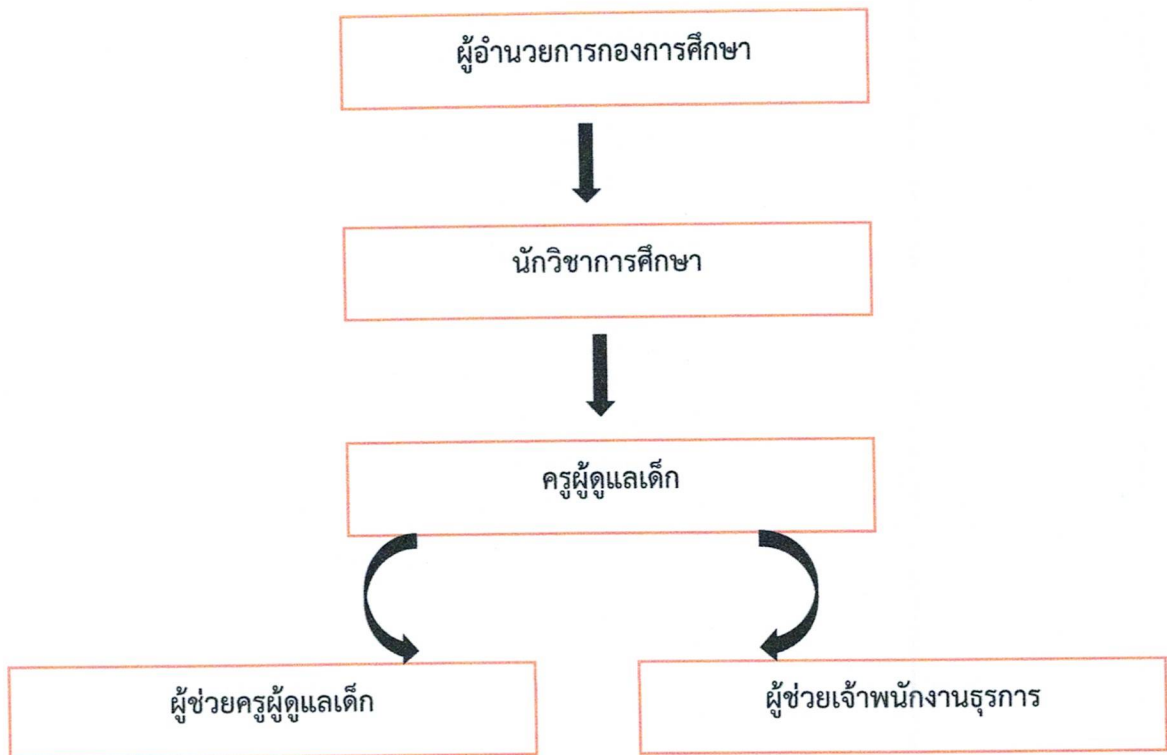 ผู้อำนวยการกองการศึกษา
นักวิชาการศึกษา
ครูผู้ดูแลเด็ก
ผู้ช่วยครูผู้ดูแลเด็ก
ผู้ช่วยเจ้าพนักงานธุรการ